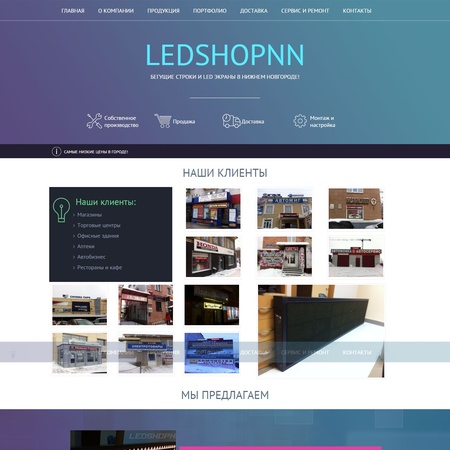 ГЛАВНАЯ О КОМПАНИИ ПРОДУКЦИЯ ПОРТФОЛИО ДОСТАВКА СЕРВИС И РЕМОНТ КОНТАКТЫ
LEDSHOPNN
БЕГУЩИЕ СТРОКИ И LED ЭКРАНЫ В НИЖНЕМ НОВГОРОДЕ!
Собственное производство
Продажа
Доставка
Монтаж и настройка
САМЫЕ НИЗКИЕ ЦЕНЫ В ГОРОДЕ!
НАШИ КЛИЕНТЫ
Наши клиенты:
Магазины
Торговые центры
Офисные здания
Аптеки
Автобизнес
Рестораны и кафе
HONDA
ДОСТАВКА СЕРВИС И РЕМОНТ КОНТАКТЫ
МЫ ПРЕДЛАГАЕМ
LEDSHOPNN